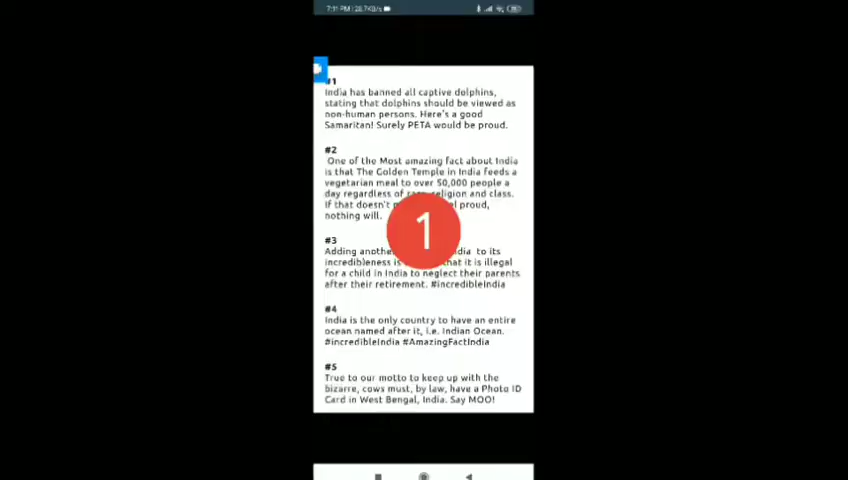 7:11 PM | 28.7KB/s
#1
India has banned all captive dolphins,
stating that dolphins should be viewed as
non-human persons. Here's a good
Samaritan! Surely PETA would be proud.
#2
One of the Most amazing fact about India
is that The Golden Temple in India feeds a
vegetarian meal to over 50,000 people a
day regardless of religion and class.
If that doesn't proud,
nothing will.
#3
Adding to its
incredibleness is that it is illegal
for a child in India to neglect their parents
after their retirement. #incredibleIndia
#4
India is the only country to have an entire
ocean named after it, i.e. Indian Ocean.
#incredibleIndia #AmazingFactIndia
#5
True to our motto to keep up with the
bizarre, cows must, by law, have a Photo ID
Card in West Bengal, India. Say MOO!
1